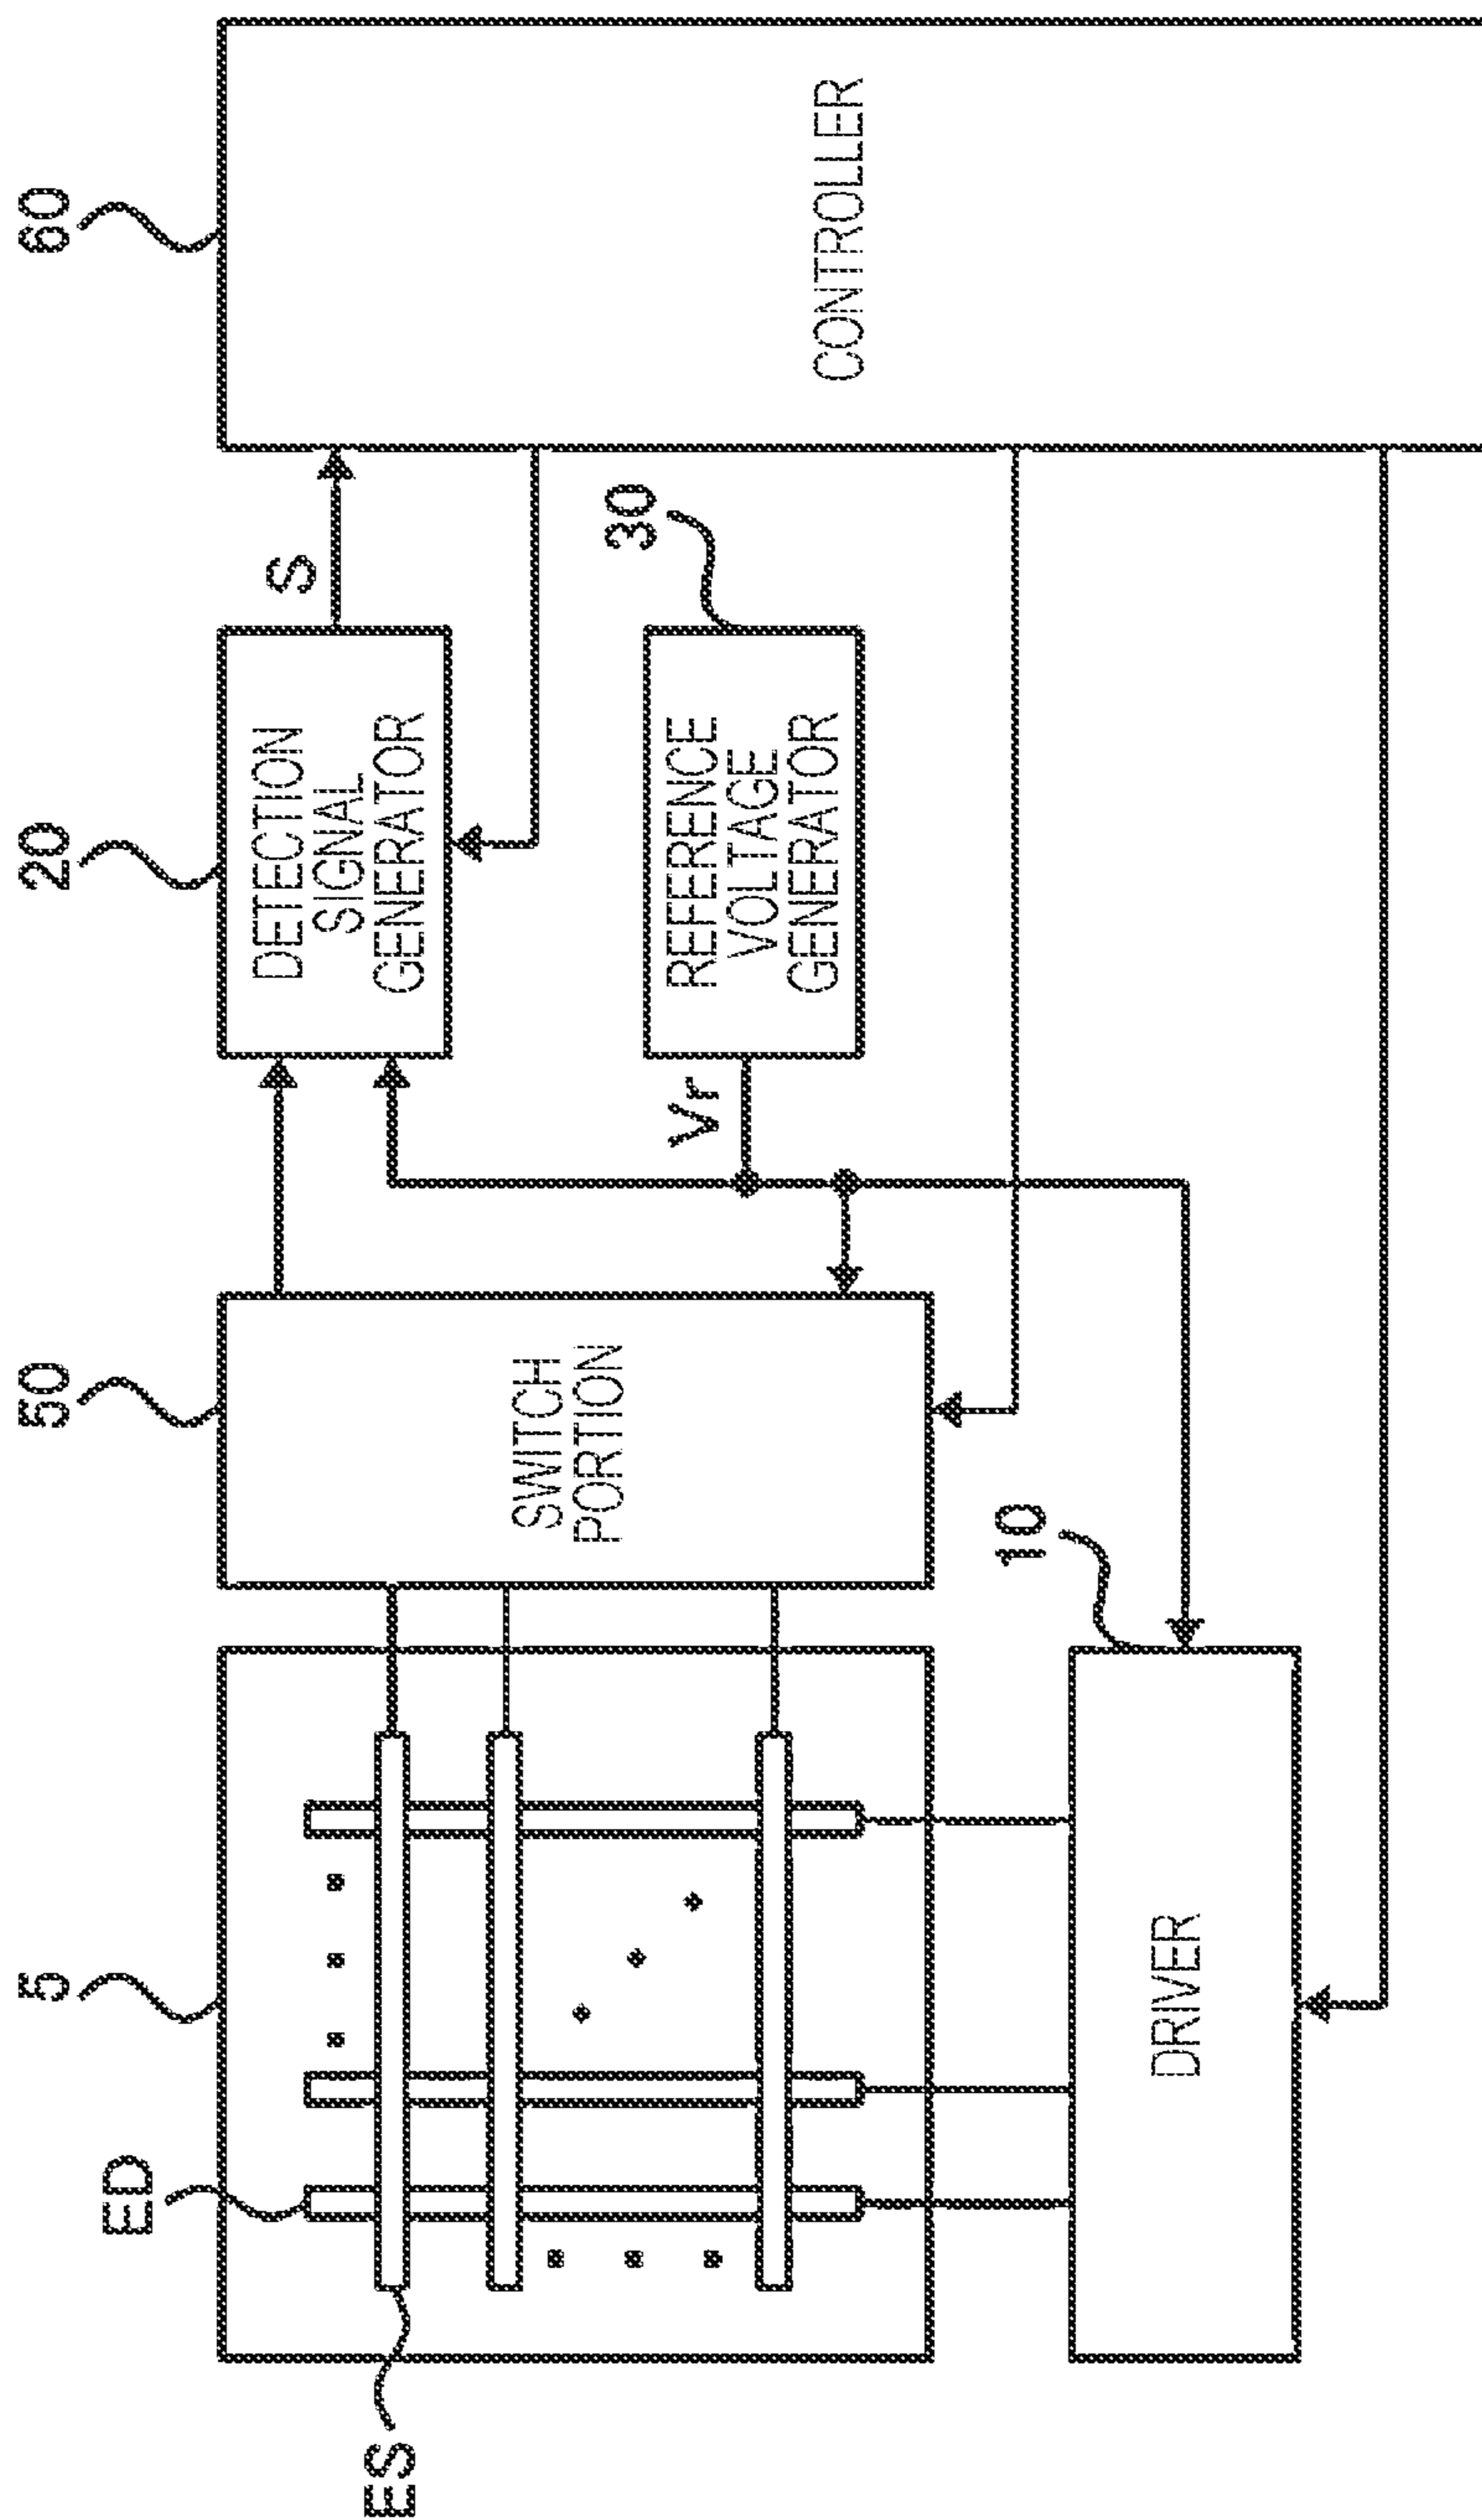 5
50
20
60
ED
ES
SWITCH
PORTION
DETECTION
SIGNAL
GENERATOR
S
Vr
REFERENCE
VOLTAGE
GENERATOR
30
CONTROLLER
10
DRIVER